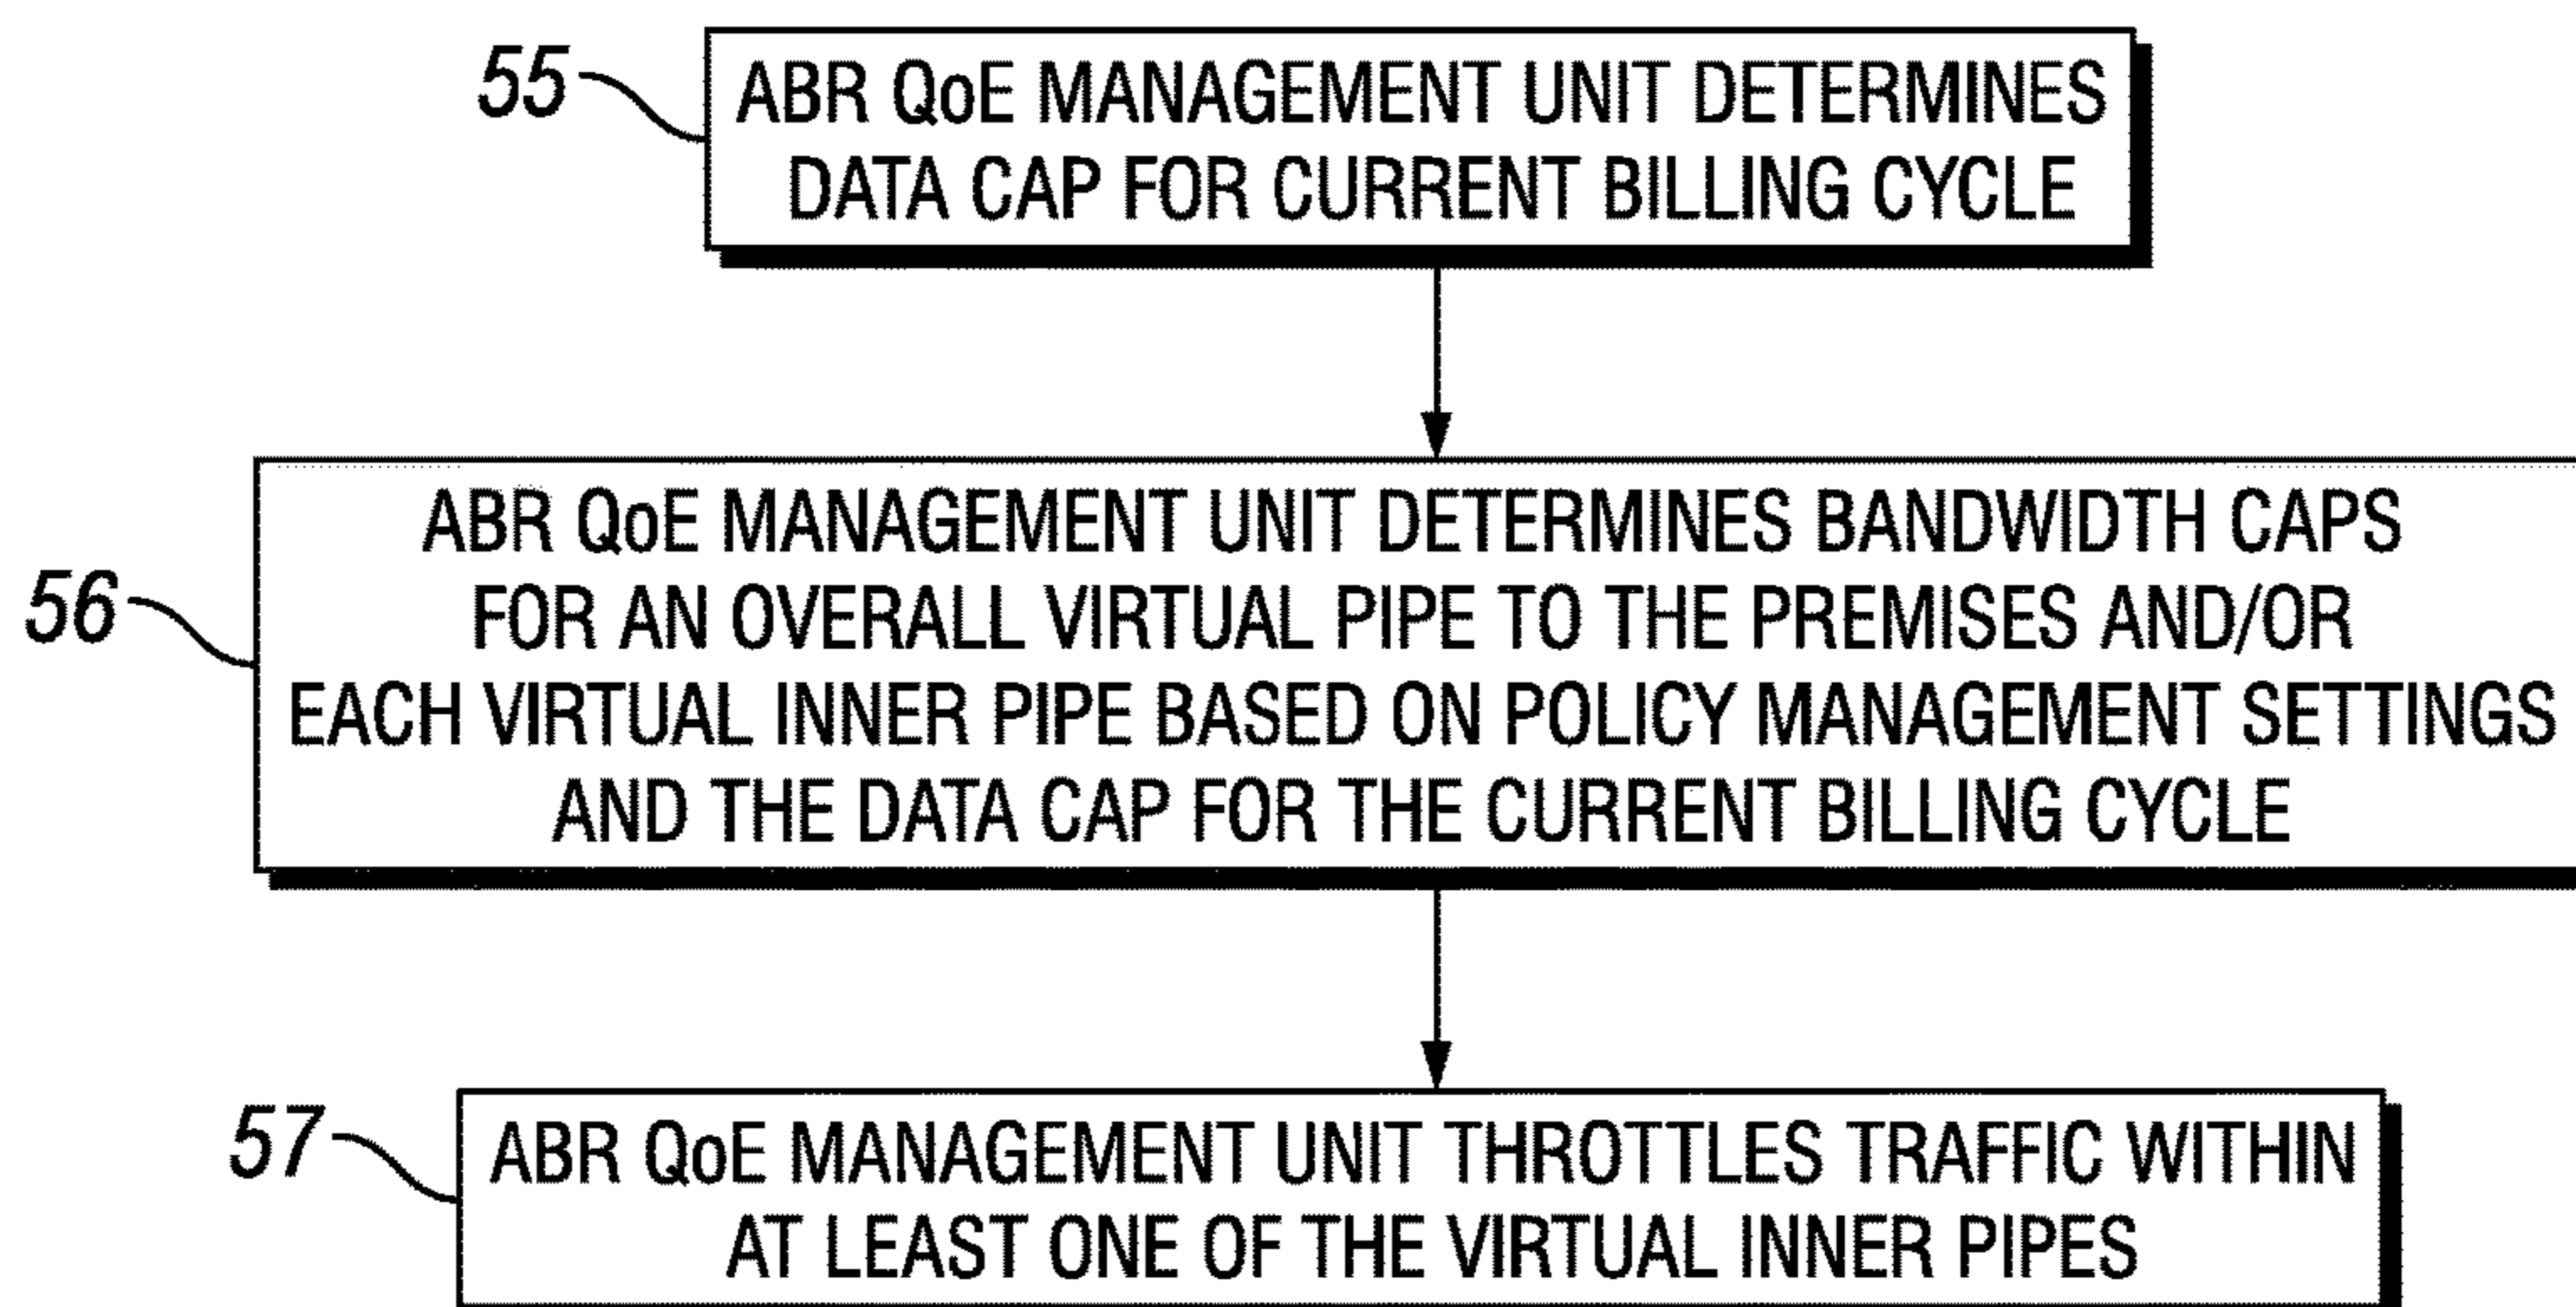 55
ABR QoE MANAGEMENT UNIT DETERMINES
DATA CAP FOR CURRENT BILLING CYCLE
56
ABR QoE MANAGEMENT UNIT DETERMINES BANDWIDTH CAPS
FOR AN OVERALL VIRTUAL PIPE TO THE PREMISES AND/OR
EACH VIRTUAL INNER PIPE BASED ON POLICY MANAGEMENT SETTINGS
AND THE DATA CAP FOR THE CURRENT BILLING CYCLE
57
ABR QoE MANAGEMENT UNIT THROTTLES TRAFFIC WITHIN
AT LEAST ONE OF THE VIRTUAL INNER PIPES